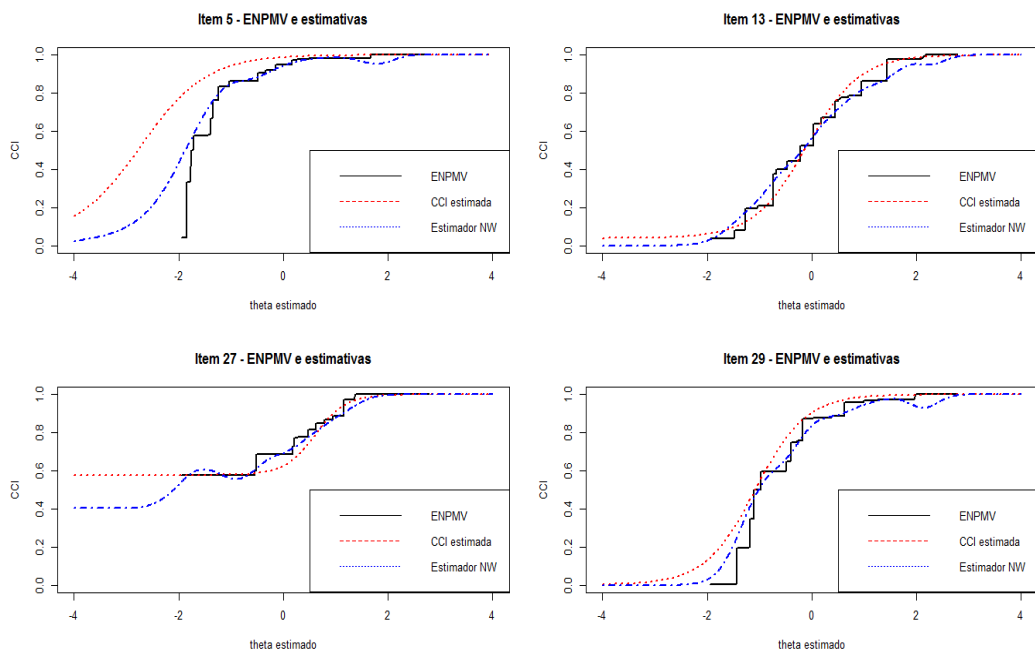 Item 5 - ENPMV e estimativas
CCI
1.0
0.8
0.6
0.4
0.2
0.0
ENPMV
CCI estimada
Estimador NW
-4
-2
0
2
4
theta estimado
Item 13 - ENPMV e estimativas
CCI
1.0
0.8
0.6
0.4
0.2
0.0
ENPMV
CCI estimada
Estimador NW
-4
-2
0
2
4
theta estimado
Item 27 - ENPMV e estimativas
CCI
1.0
0.8
0.6
0.4
0.2
0.0
ENPMV
CCI estimada
Estimador NW
-4
-2
0
2
4
theta estimado
Item 29 - ENPMV e estimativas
CCI
1.0
0.8
0.6
0.4
0.2
0.0
ENPMV
CCI estimada
Estimador NW
-4
-2
0
2
4
theta estimado